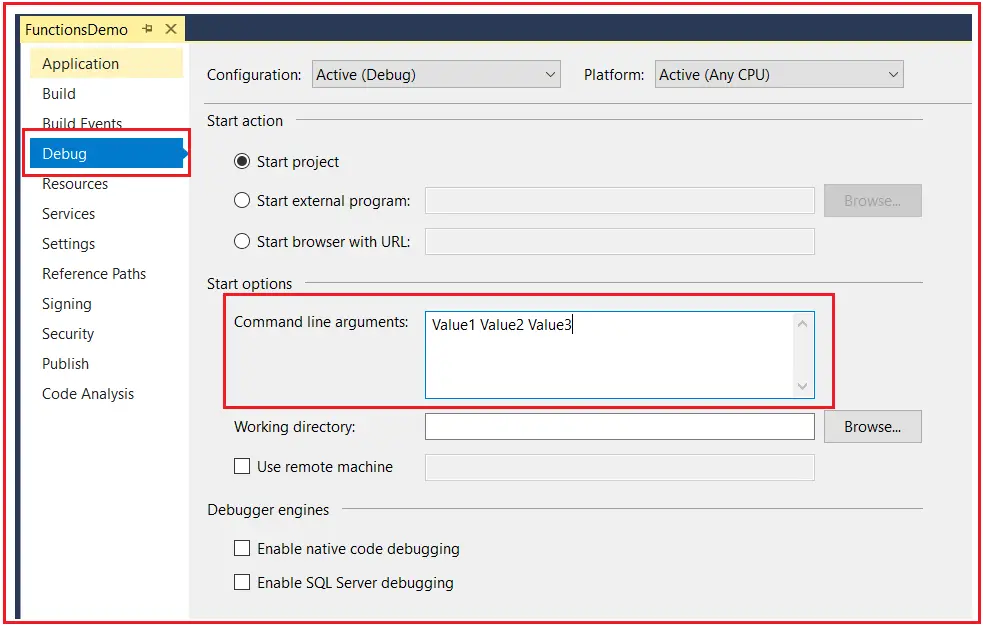 FunctionsDemo
Application
Build
Build Events
Debug
Resources
Services
Settings
Reference Paths
Signing
Security
Publish
Code Analysis
Configuration: Active (Debug) Platform: Active (Any CPU)
Start action
Start project
Start external program: Browse...
Start browser with URL:
Start options
Command line arguments: Value1 Value2 Value3
Working directory: Browse...
Use remote machine
Debugger engines
Enable native code debugging
Enable SQL Server debugging